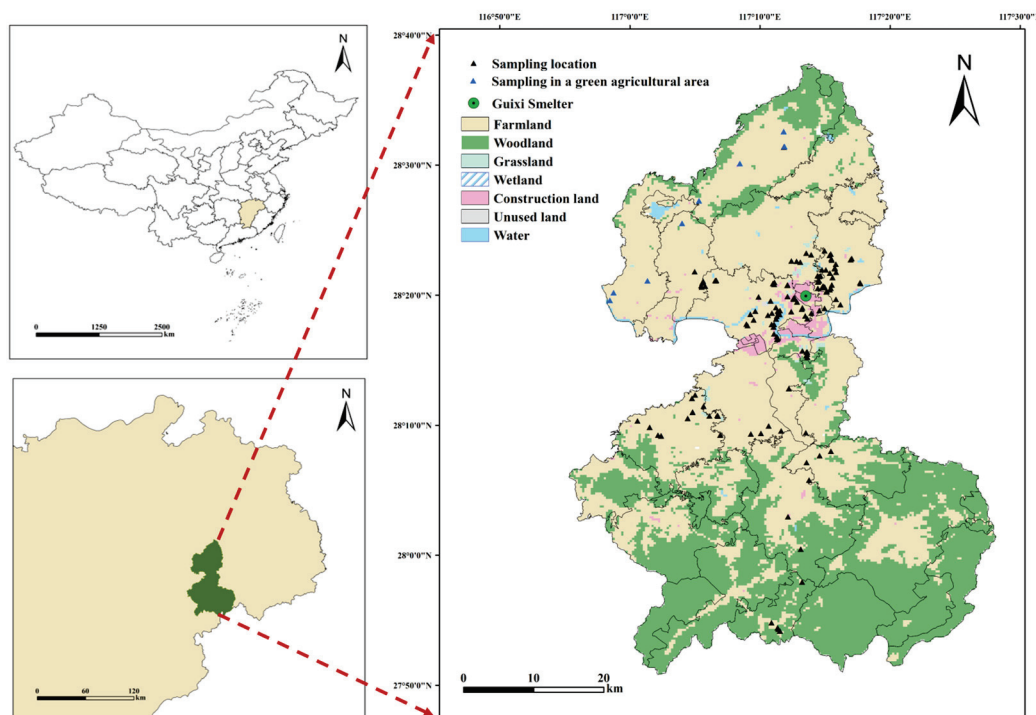 N
0 1250 2500
km
N
0 60 120
km
116°50'0"E 117°0'0"E 117°10'0"E 117°20'0"E 117°30'0"E
28°40'0"N
28°30'0"N
28°20'0"N
28°10'0"N
28°0'0"N
27°50'0"N
N
Sampling location
Sampling in a green agricultural area
Guixi Smelter
Farmland
Woodland
Grassland
Wetland
Construction land
Unused land
Water
0 10 20
km